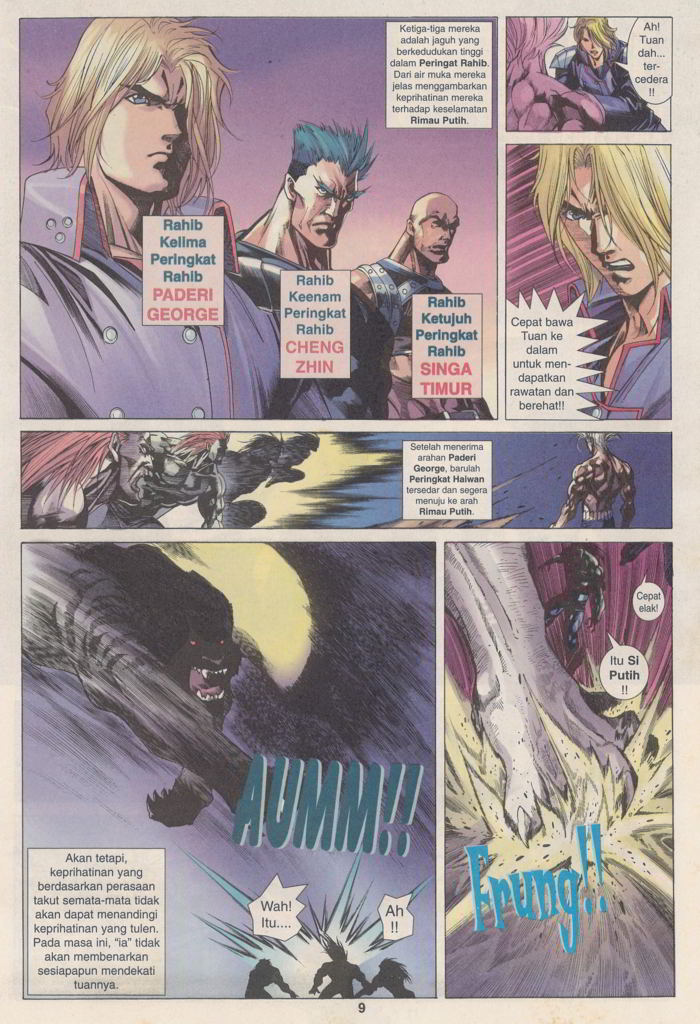 Ketiga-tiga mereka
adalah jaguh yang
berkedudukan tinggi
dalam Peringat Rahib.
Dari air muka mereka
jelas menggambarkan
keprihatinan mereka
terhadap keselamatan
Rimau Putih.
Rahib
Kelima
Peringkat
Rahib
PADERI
GEORGE
Rahib
Keenam
Peringkat
Rahib
CHENG
ZHIN
Rahib
Ketujuh
Peringkat
Rahib
SINGA
TIMUR
Ah!
Tuan
dah...
ter-
cedera
!!
Cepat bawa
Tuan ke
dalam
untuk men-
dapatkan
rawatan dan
berehat!!
Setelah menerima
arahan Paderi
George, barulah
Peringkat Haiwan
tersedar dan segera
menuju ke arah
Rimau Putih.
AUMM!!
Akan tetapi,
keprihatinan yang
berdasarkan perasaan
takut semata-mata tidak
akan dapat menandingi
keprihatinan yang tulen.
Pada masa ini, “ia” tidak
akan membenarkan
sesiapapun mendekati
tuannya.
Wah!
Itu....
Ah
!!
Cepat
elak!
Itu Si
Putih
!!
Frung!!
9